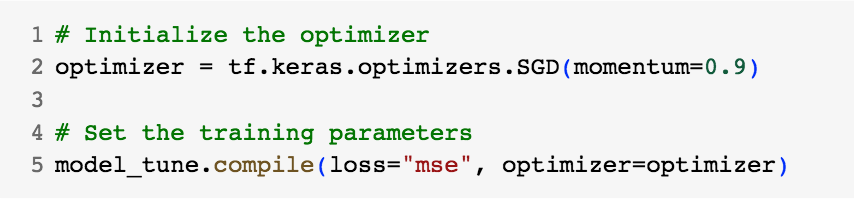 1 # Initialize the optimizer
2 optimizer = tf.keras.optimizers.SGD(momentum=0.9)
3
4 # Set the training parameters
5 model_tune.compile(loss="mse", optimizer=optimizer)